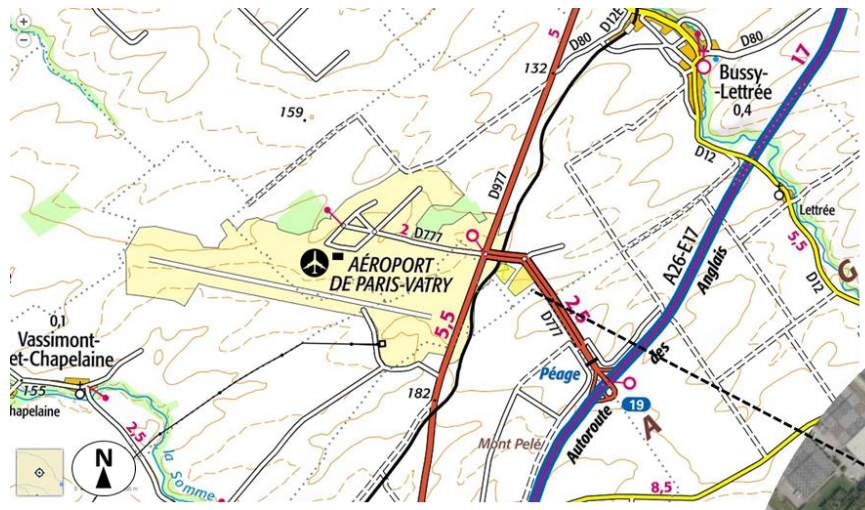 +
−
D12E
D80
D80
5
132
Bussy-
-Lettrée
0,4
17
159
D977
D12
Lettrée
5,5
D12
G
A26-E17
2
D777
AÉROPORT
DE PARIS-VATRY
5,5
2,5
D777
Anglais
des
Autoroute
Péage
19
A
0,1
Vassimont-
et-Chapelaine
155
hapelaine
2,5
la Somme
182
Mont Pelé
8,5
N